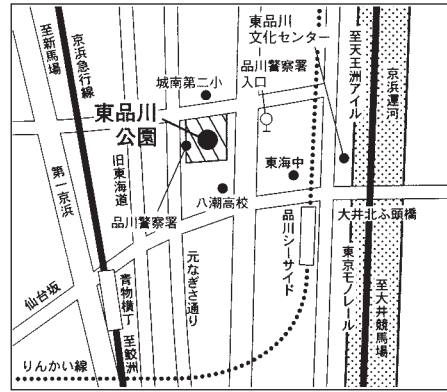 至新馬場
京浜急行線
城南第二小
東品川
文化センター
品川警察署
入口
至天王洲アイル
京浜運河
東品川
公園
第一京浜
旧東海道
品川警察署
八潮高校
東海中
大井北ふ頭橋
品川シーサイド
仙台坂
青物横丁
至鮫洲
元なぎさ通り
東京モノレール
至大井競馬場
りんかい線